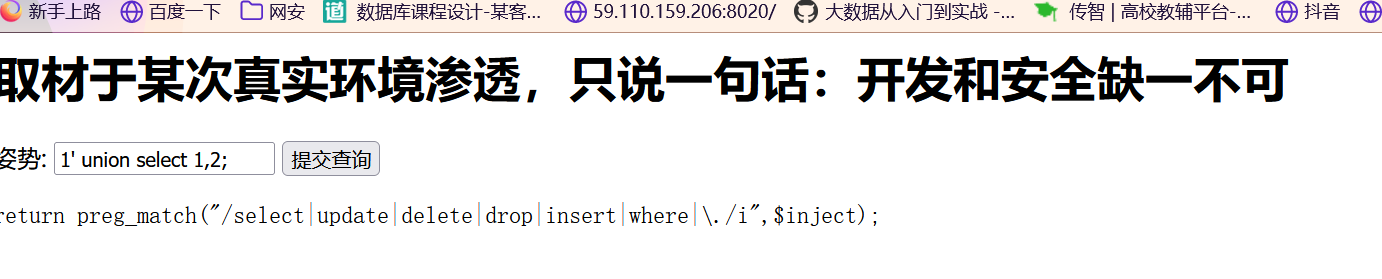 新手上路 百度一下 网安 数据库课程设计-某客... 59.110.159.206:8020/ 大数据从入门到实战 -... 传智 | 高校教辅平台-... 抖音
取材于某次真实环境渗透，只说一句话：开发和安全缺一不可
姿势: 1' union select 1,2; 提交查询
return preg_match("/select|update|delete|drop|insert|where|\./i",$inject);